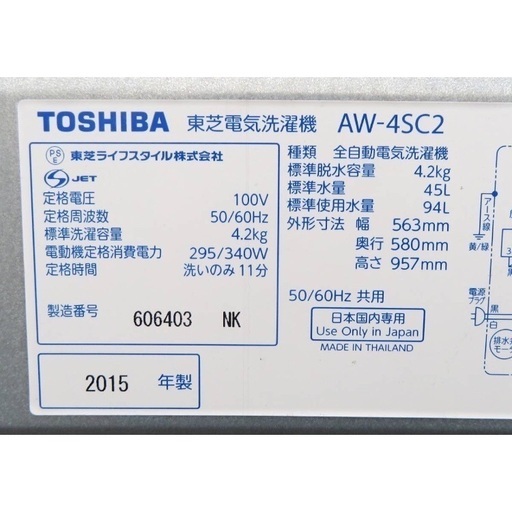 TOSHIBA 東芝電気洗濯機 AW-4SC2
PSE 東芝ライフスタイル株式会社
S JET
定格電圧 100V
定格周波数 50/60Hz
標準洗濯容量 4.2kg
電動機定格消費電力 295/340W
定格時間 洗いのみ 11分
製造番号 606403 NK
2015 年製
種類 全自動電気洗濯機
標準脱水容量 4.2kg
標準水量 45L
標準使用水量 94L
外形寸法 幅 563mm
奥行 580mm
高さ 957mm
50/60Hz 共用
日本国内専用
Use Only in Japan
MADE IN THAILAND
アース線
黄/緑
電源
プラグ
黒
白